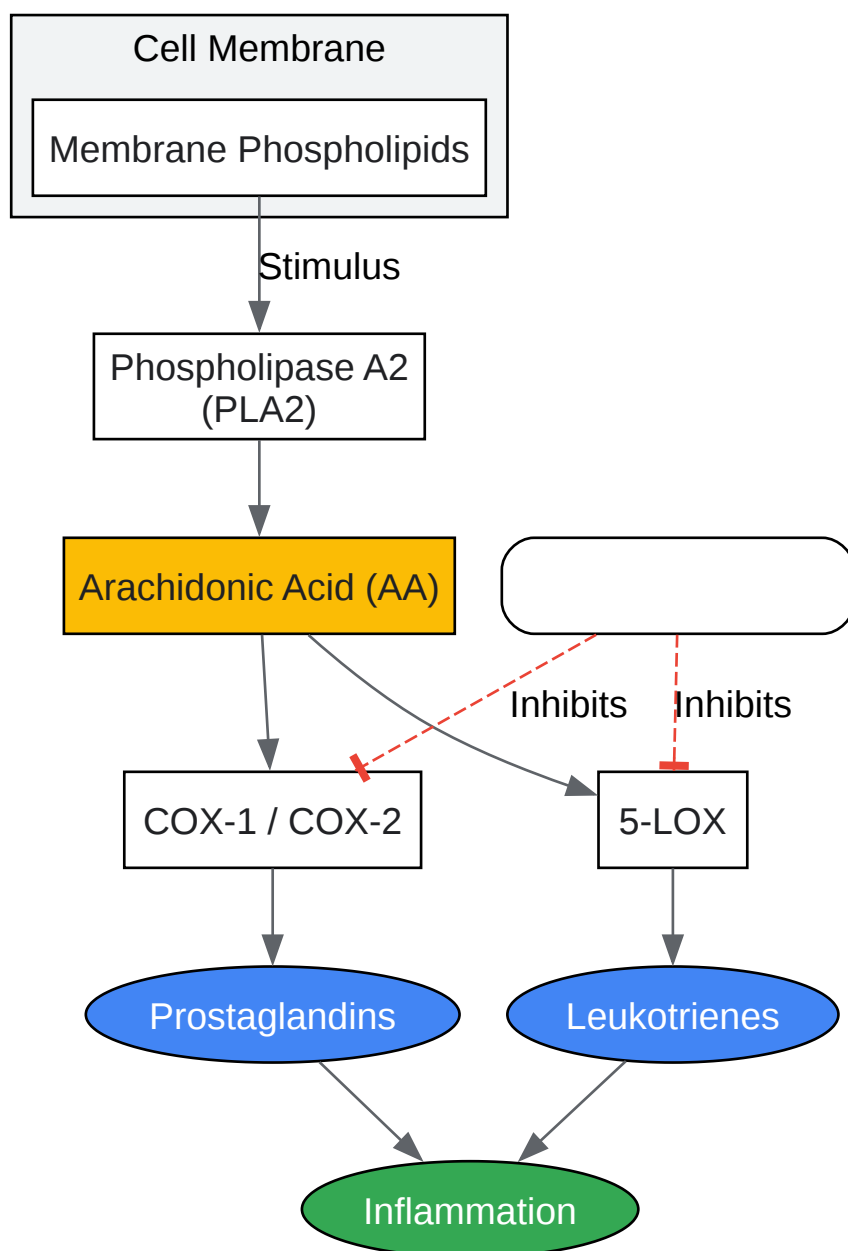 Cell Membrane
Membrane Phospholipids
Stimulus
Phospholipase A2
(PLA2)
Arachidonic Acid (AA)
Inhibits
Inhibits
COX-1 / COX-2
5-LOX
Prostaglandins
Leukotrienes
Inflammation